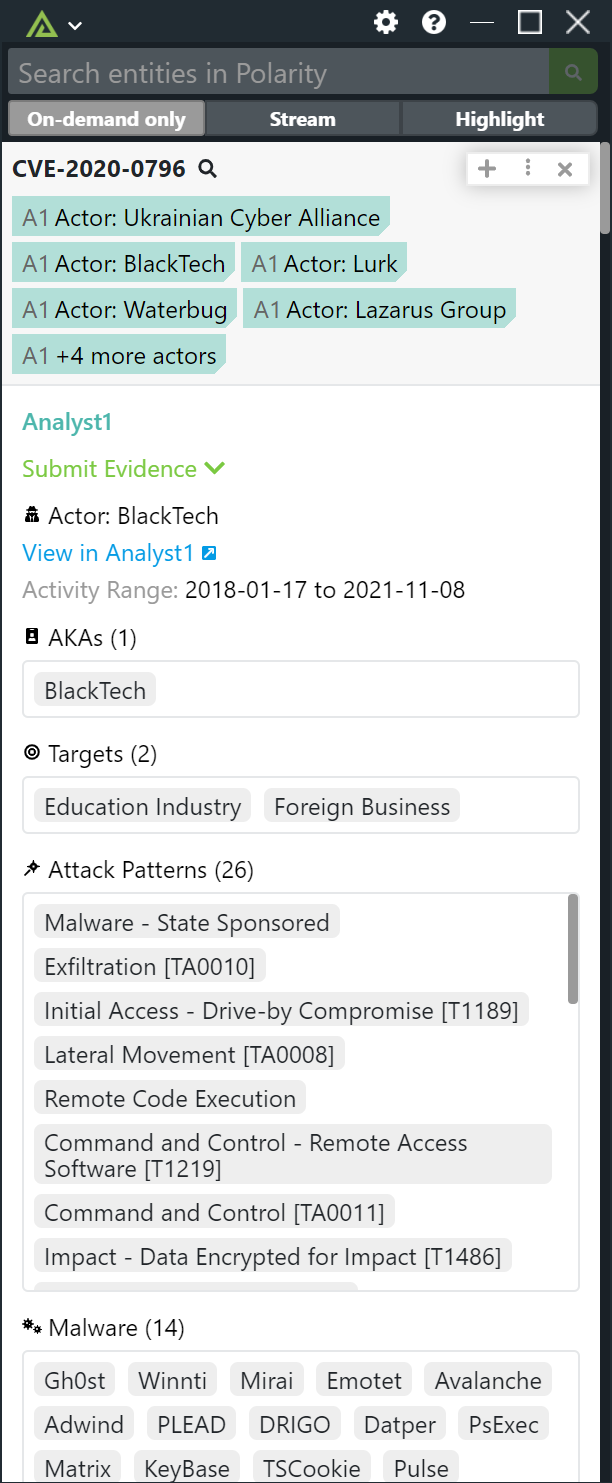 Search entities in Polarity
On-demand only Stream Highlight
CVE-2020-0796
A1 Actor: Ukrainian Cyber Alliance
A1 Actor: BlackTech A1 Actor: Lurk
A1 Actor: Waterbug A1 Actor: Lazarus Group
A1 +4 more actors
Analyst1
Submit Evidence
Actor: BlackTech
View in Analyst1
Activity Range: 2018-01-17 to 2021-11-08
AKAs (1)
BlackTech
Targets (2)
Education Industry Foreign Business
Attack Patterns (26)
Malware - State Sponsored
Exfiltration [TA0010]
Initial Access - Drive-by Compromise [T1189]
Lateral Movement [TA0008]
Remote Code Execution
Command and Control - Remote Access
Software [T1219]
Command and Control [TA0011]
Impact - Data Encrypted for Impact [T1486]
Malware (14)
Gh0st Winnti Mirai Emotet Avalanche
Adwind PLEAD DRIGO Datper PsExec
Matrix KeyBase TSCookie Pulse